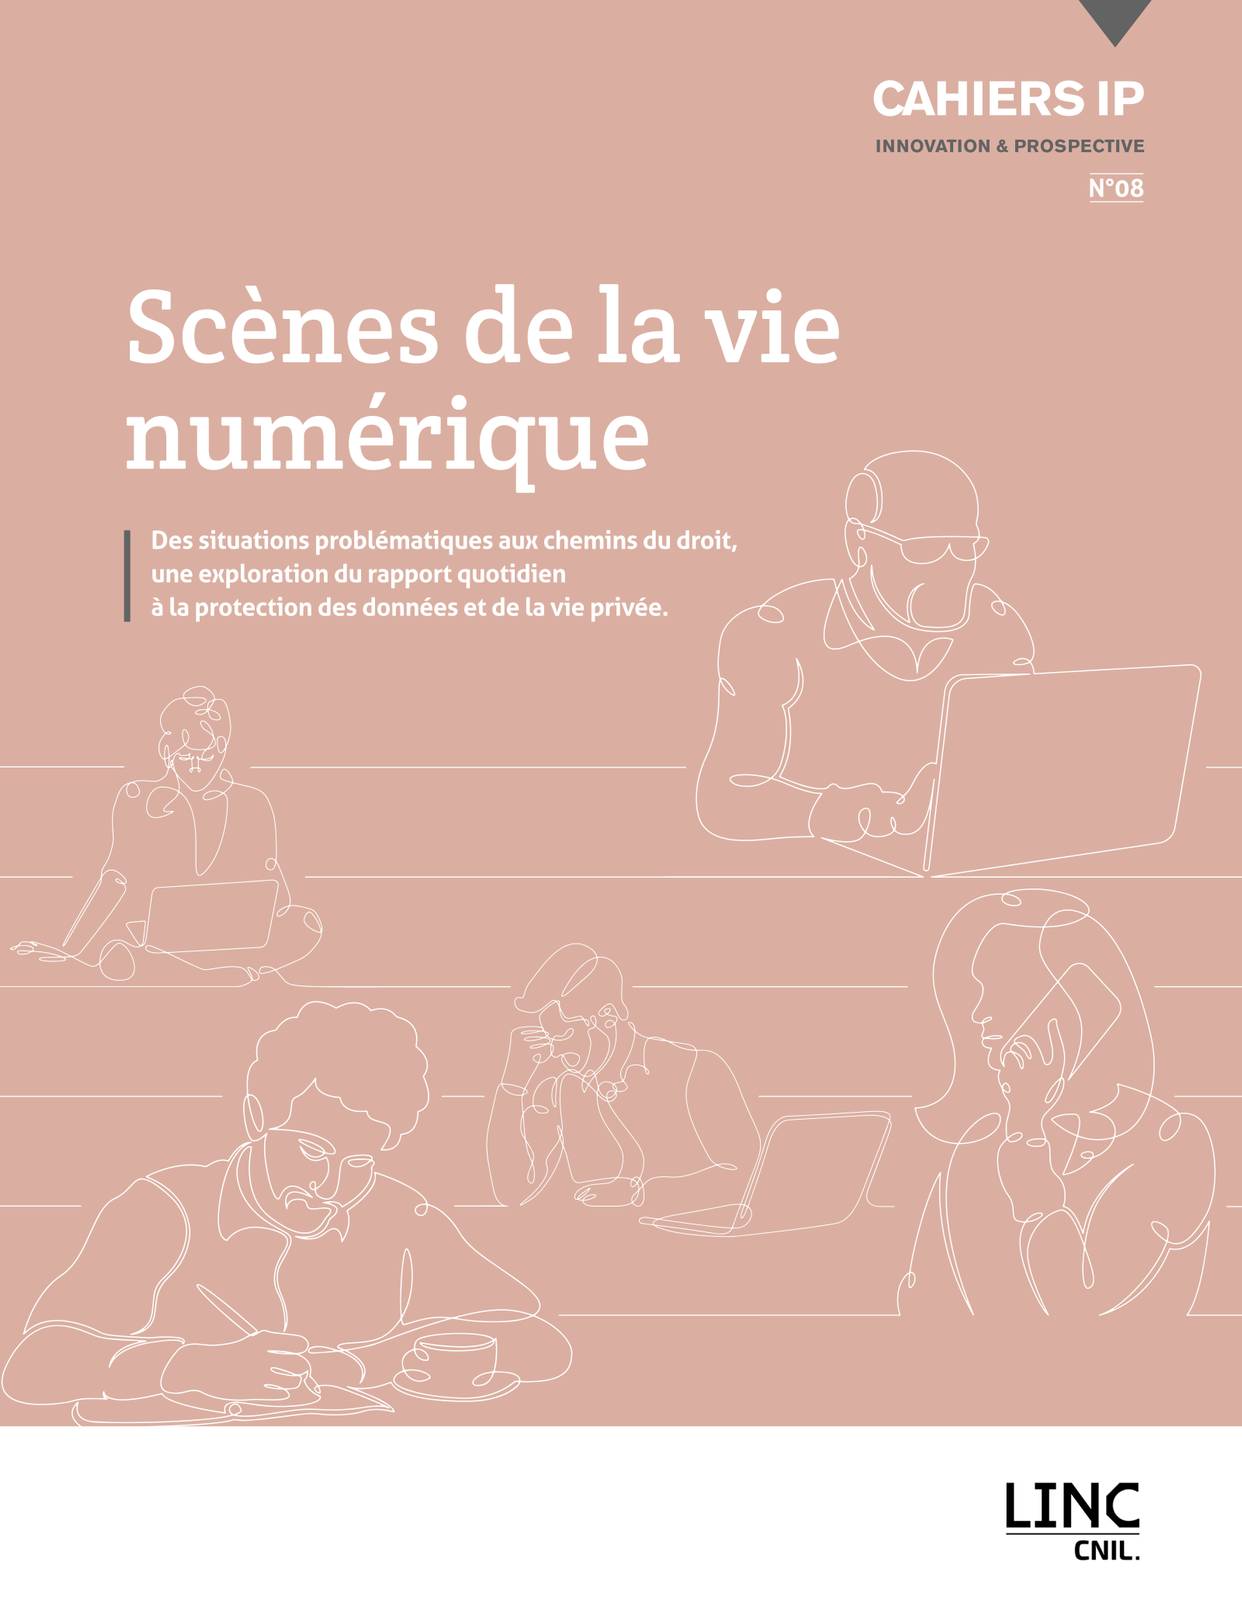 CAHIERS IP
INNOVATION & PROSPECTIVE
N°08
Scènes de la vie
numérique
Des situations problématiques aux chemins du droit,
une exploration du rapport quotidien
à la protection des données et de la vie privée.
LINC
CNIL.